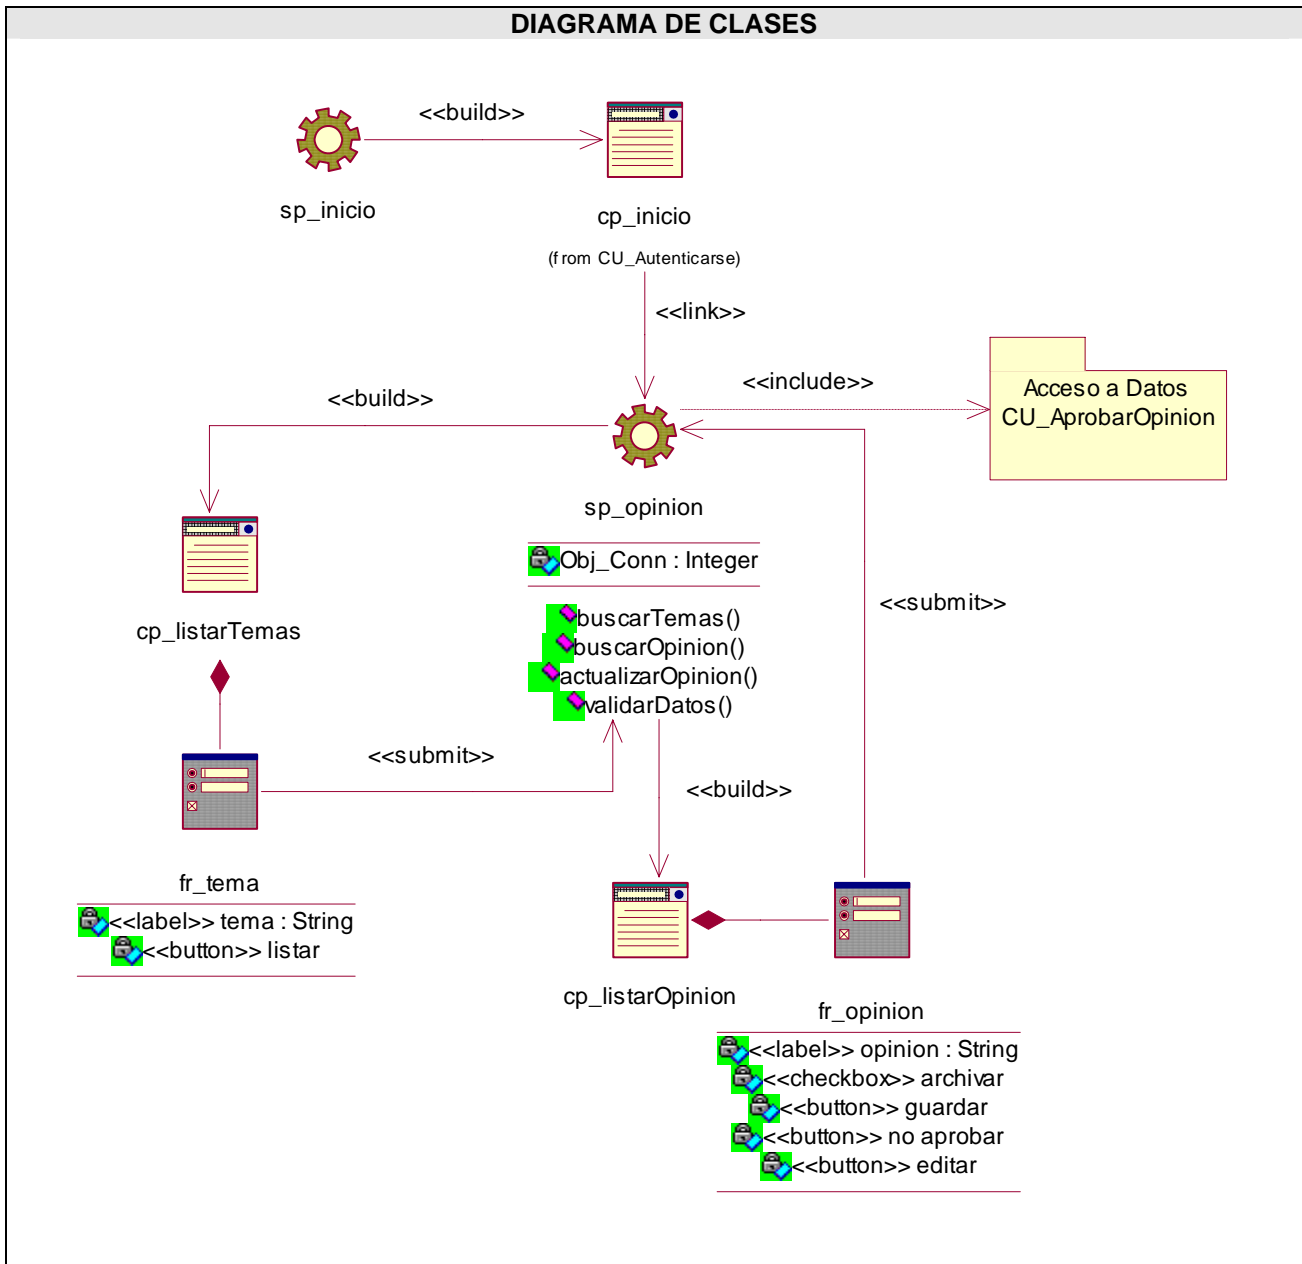 DIAGRAMA DE CLASES
<<build>>
sp_inicio
cp_inicio
(from CU_Autenticarse)
<<link>>
<<include>>
<<build>>
Acceso a Datos
CU_AprobarOpinion
sp_opinion
Obj_Conn : Integer
<<submit>>
buscarTemas()
cp_listarTemas
buscarOpinion()
actualizarOpinion()
validarDatos()
<<submit>>
<<build>>
fr_tema
<<label>> tema : String
<<button>> listar
cp_listarOpinion
fr_opinion
<<label>> opinion : String
<<checkbox>> archivar
<<button>> guardar
<<button>> no aprobar
<<button>> editar